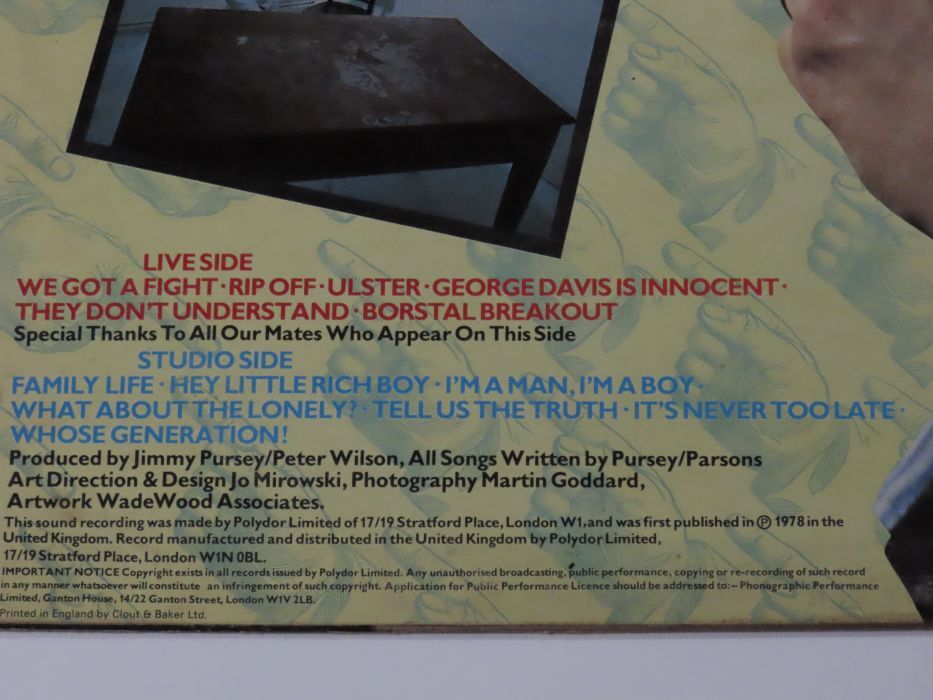 LIVE SIDE
WE GOT A FIGHT · RIP OFF · ULSTER · GEORGE DAVIS IS INNOCENT ·
THEY DON'T UNDERSTAND · BORSTAL BREAKOUT
Special Thanks To All Our Mates Who Appear On This Side
STUDIO SIDE
FAMILY LIFE · HEY LITTLE RICH BOY · I'M A MAN, I'M A BOY ·
WHAT ABOUT THE LONELY? · TELL US THE TRUTH · IT'S NEVER TOO LATE ·
WHOSE GENERATION!
Produced by Jimmy Pursey/Peter Wilson, All Songs Written by Pursey/Parsons
Art Direction & Design Jo Mirowski, Photography Martin Goddard,
Artwork WadeWood Associates.
This sound recording was made by Polydor Limited of 17/19 Stratford Place, London W1, and was first published in ℗ 1978 in the
United Kingdom. Record manufactured and distributed in the United Kingdom by Polydor Limited,
17/19 Stratford Place, London W1N 0BL.
IMPORTANT NOTICE Copyright exists in all records issued by Polydor Limited. Any unauthorised broadcasting, public performance, copying or re-recording of such record
in any manner whatsoever will constitute an infringement of such copyright. Application for Public Performance Licence should be addressed to:– Phonographic Performance
Limited, Ganton House, 14/22 Ganton Street, London W1V 2LB.
Printed in England by Clout & Baker Ltd.